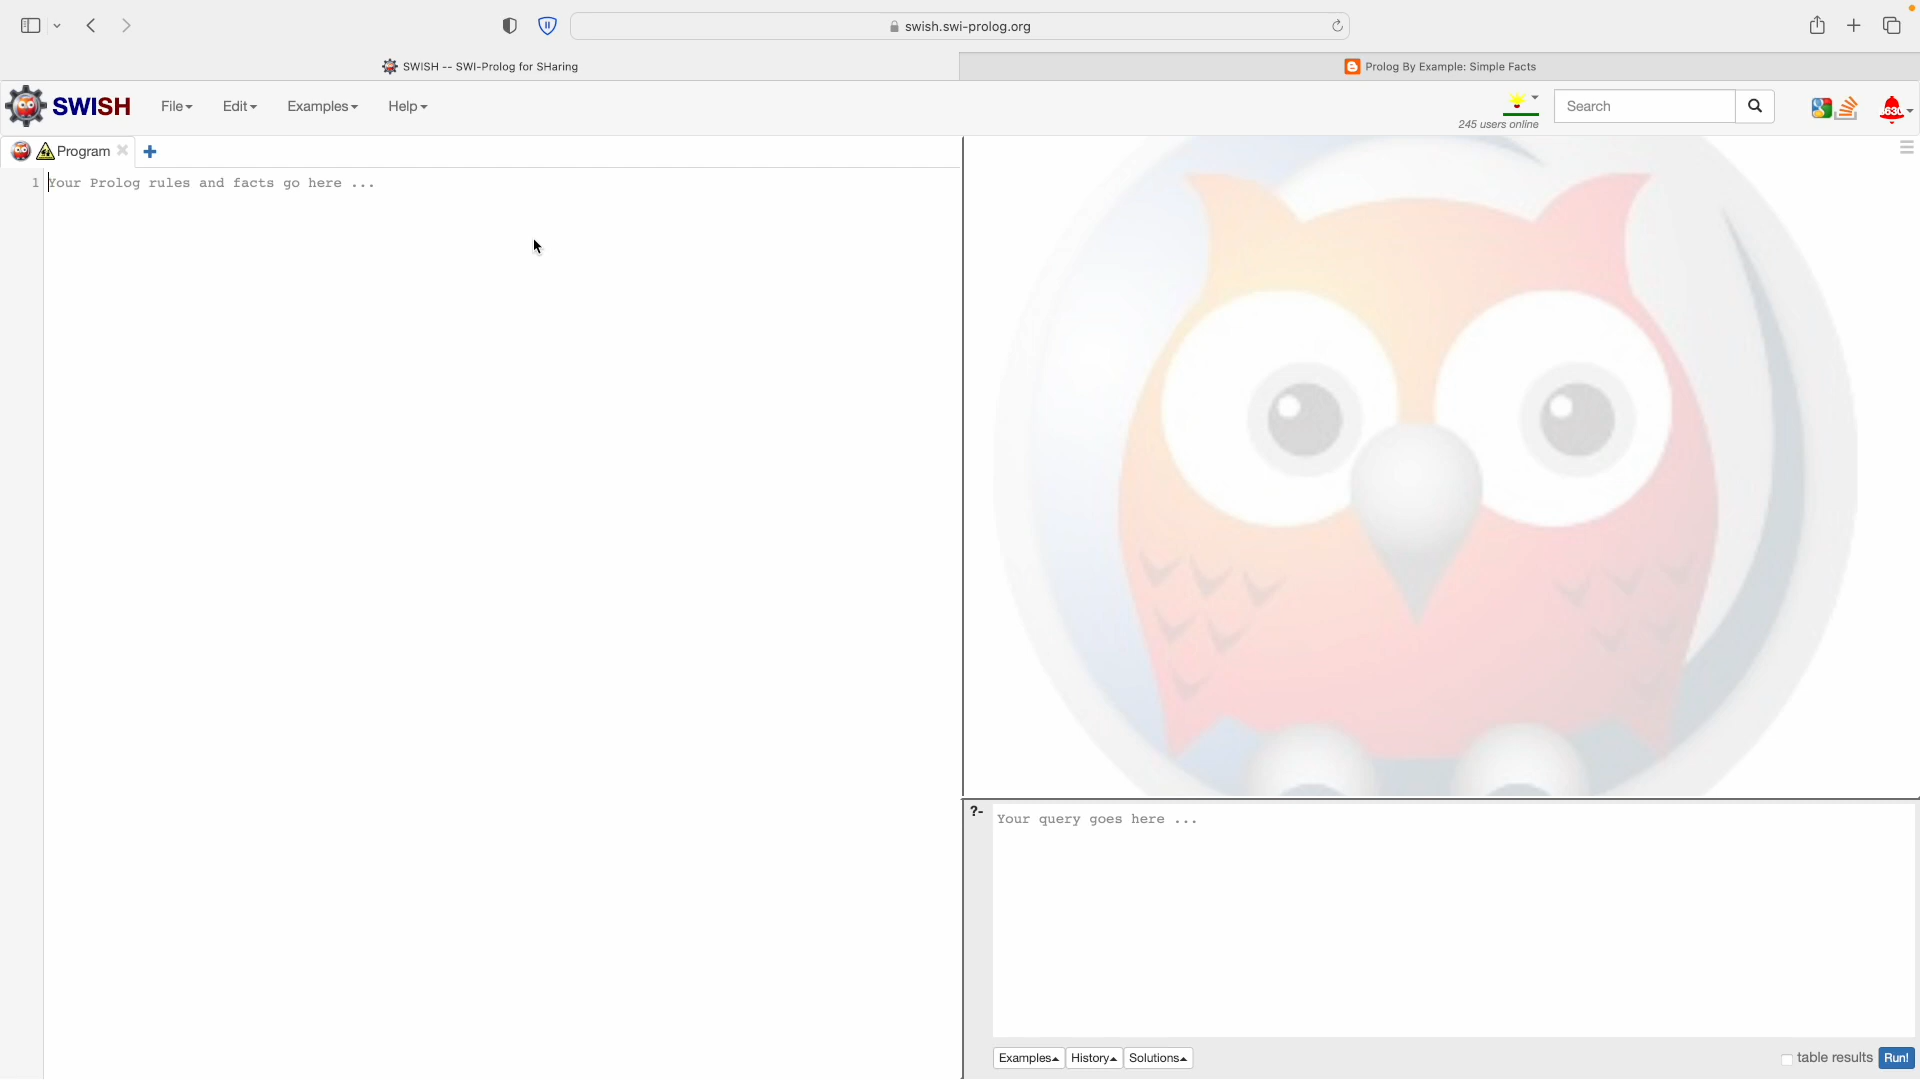 swish.swi-prolog.org
SWISH -- SWI-Prolog for SHaring
Prolog By Example: Simple Facts
SWISH File Edit Examples Help
245 users online
Search
Program
1 Your Prolog rules and facts go here ...
?- Your query goes here ...
Examples History Solutions table results Run!